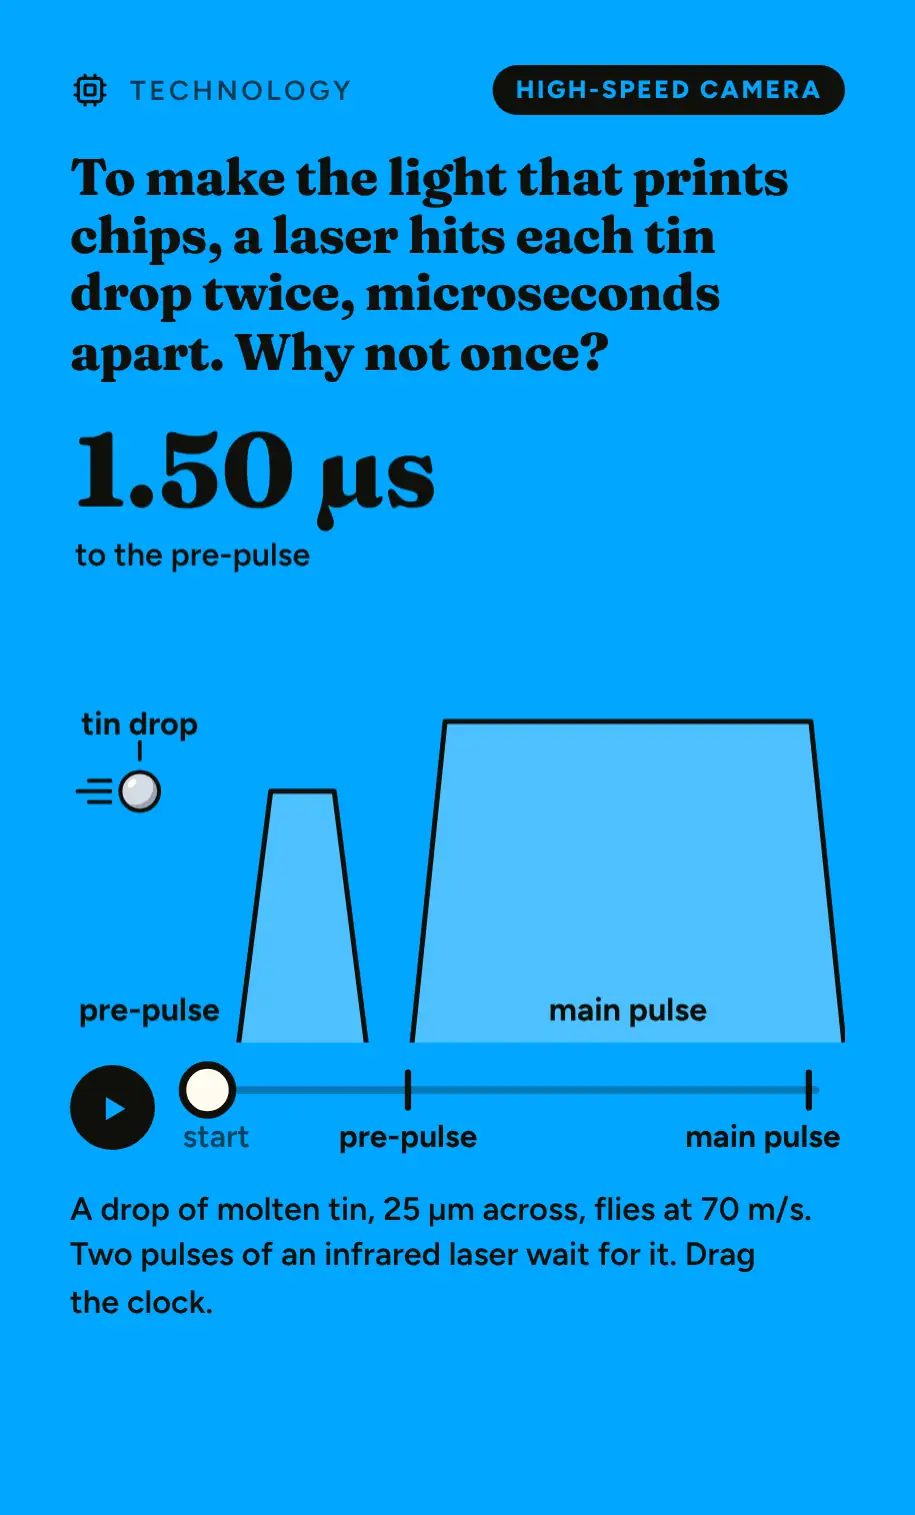 TECHNOLOGY
HIGH-SPEED CAMERA
To make the light that prints
chips, a laser hits each tin
drop twice, microseconds
apart. Why not once?
1.50 µs
to the pre-pulse
tin drop
pre-pulse
main pulse
start
pre-pulse
main pulse
A drop of molten tin, 25 µm across, flies at 70 m/s.
Two pulses of an infrared laser wait for it. Drag
the clock.